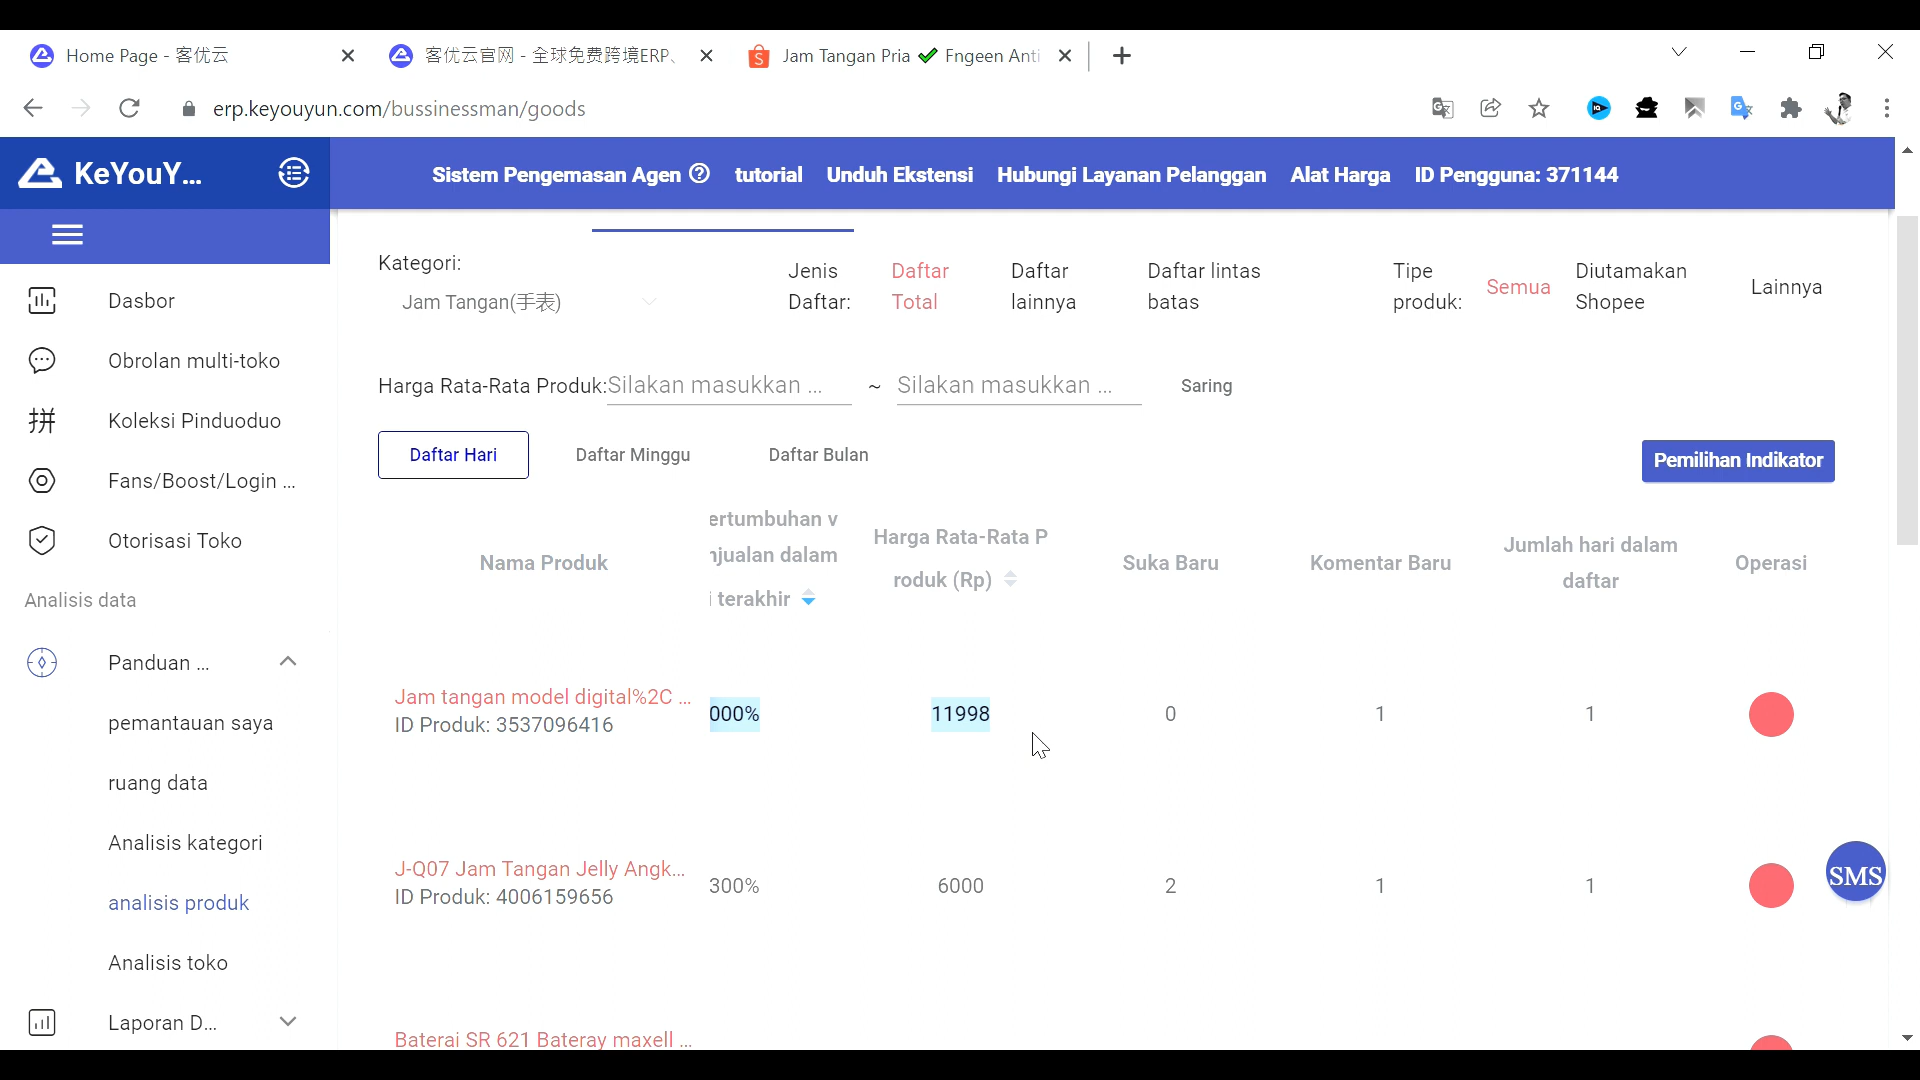 Home Page - 客优云
客优云官网 - 全球免费跨境ERP、
Jam Tangan Pria ✔ Fngeen Anti
erp.keyouyun.com/bussinessman/goods
KeYouY...
Sistem Pengemasan Agen
tutorial
Unduh Ekstensi
Hubungi Layanan Pelanggan
Alat Harga
ID Pengguna: 371144
Dasbor
Obrolan multi-toko
拼 Koleksi Pinduoduo
Fans/Boost/Login ...
Otorisasi Toko
Analisis data
Panduan ...
pemantauan saya
ruang data
Analisis kategori
analisis produk
Analisis toko
Laporan D...
Kategori:
Jam Tangan(手表)
Jenis
Daftar:
Daftar
Total
Daftar
lainnya
Daftar lintas
batas
Tipe
produk:
Semua
Diutamakan
Shopee
Lainnya
Harga Rata-Rata Produk:
Silakan masukkan ...
~
Silakan masukkan ...
Saring
Daftar Hari
Daftar Minggu
Daftar Bulan
Pemilihan Indikator
Nama Produk
ertumbuhan v
njualan dalam
i terakhir
Harga Rata-Rata P
roduk (Rp)
Suka Baru
Komentar Baru
Jumlah hari dalam
daftar
Operasi
Jam tangan model digital%2C ...
ID Produk: 3537096416
000%
11998
0
1
1
J-Q07 Jam Tangan Jelly Angk...
ID Produk: 4006159656
300%
6000
2
1
1
SMS
Baterai SR 621 Bateray maxell ...